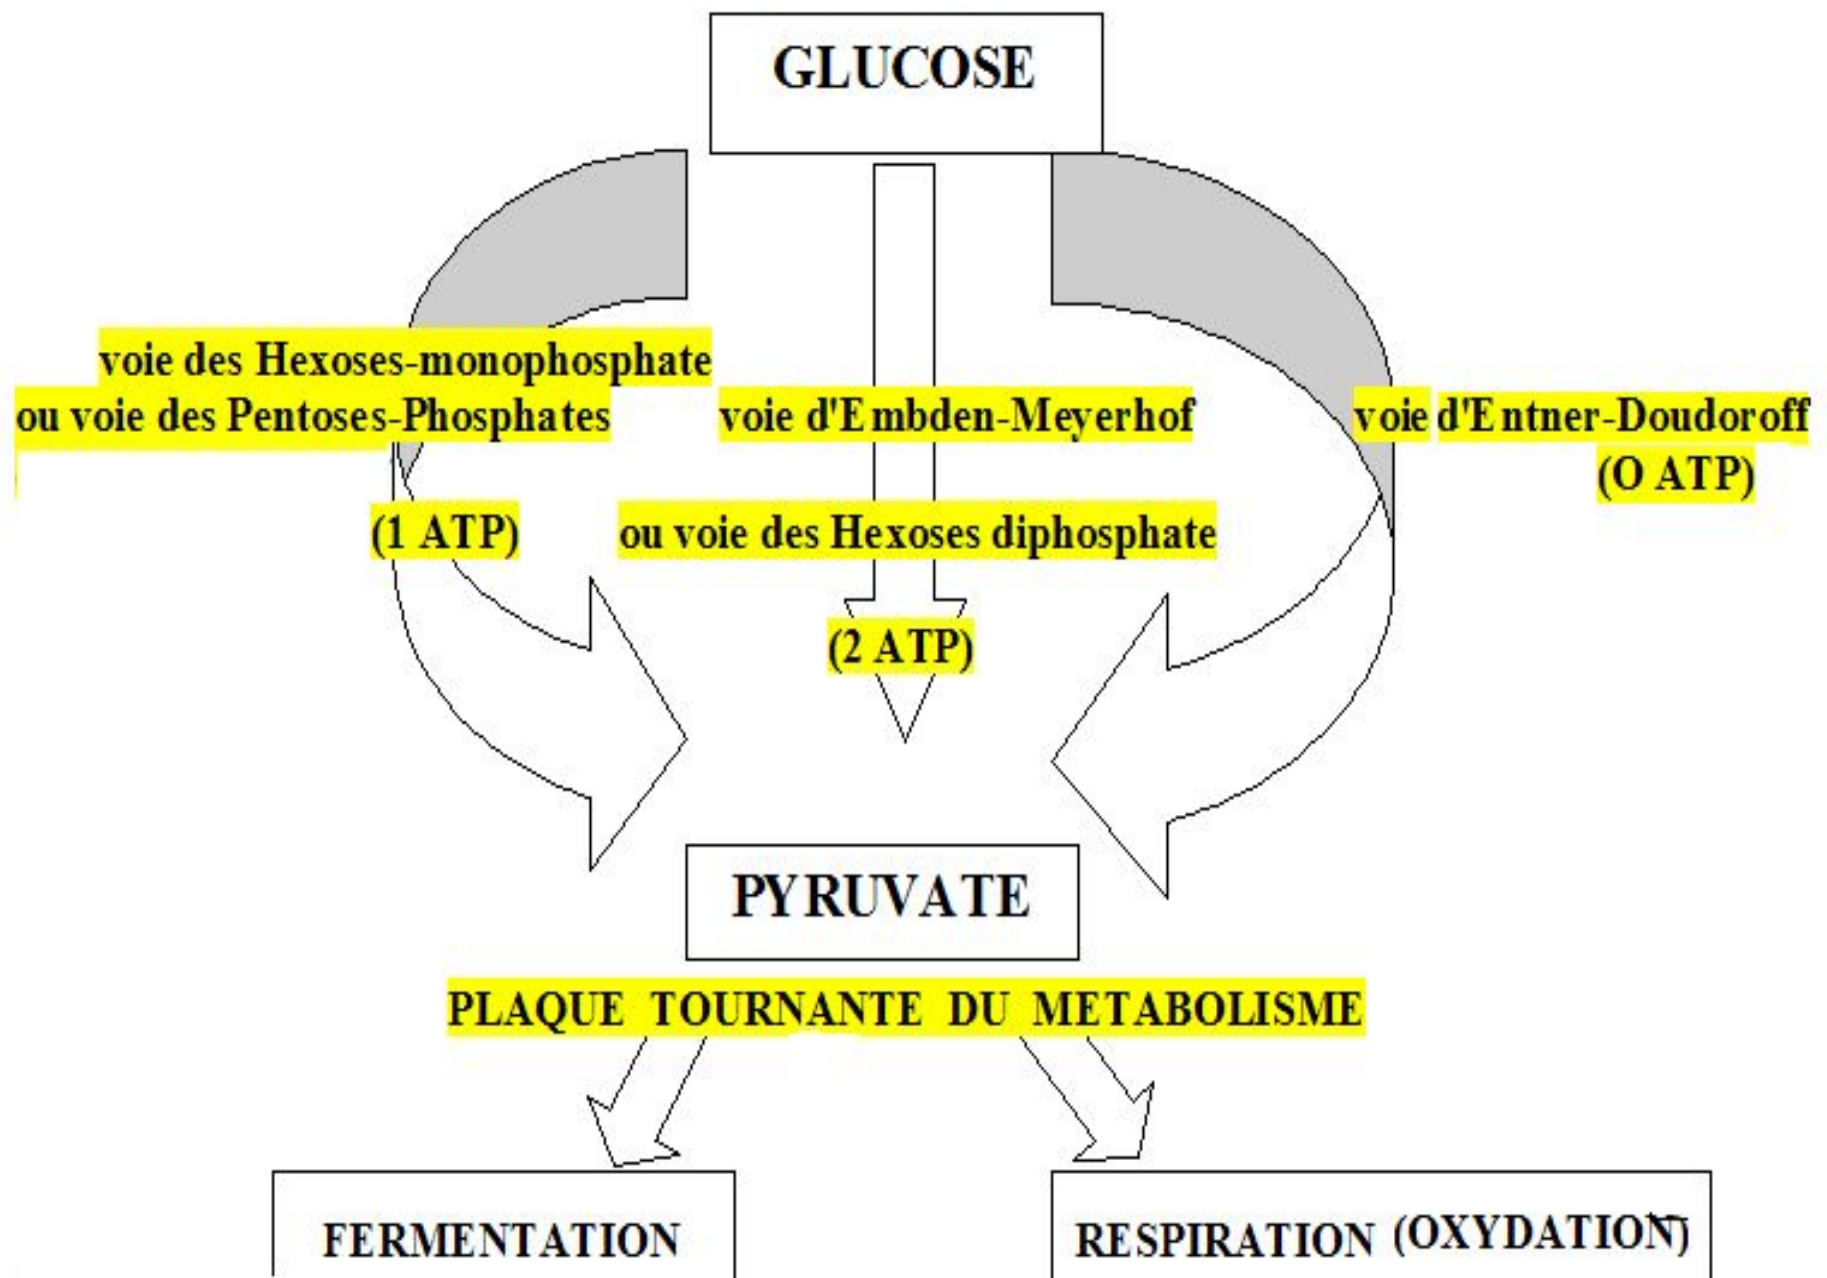 GLUCOSE
voie des Hexoses-monophosphate
ou voie des Pentoses-Phosphates
(1 ATP)
voie d'Embden-Meyerhof
ou voie des Hexoses diphosphate
(2 ATP)
voie d'Entner-Doudoroff
(O ATP)
PYRUVATE
PLAQUE TOURNANTE DU METABOLISME
FERMENTATION
RESPIRATION (OXYDATION)